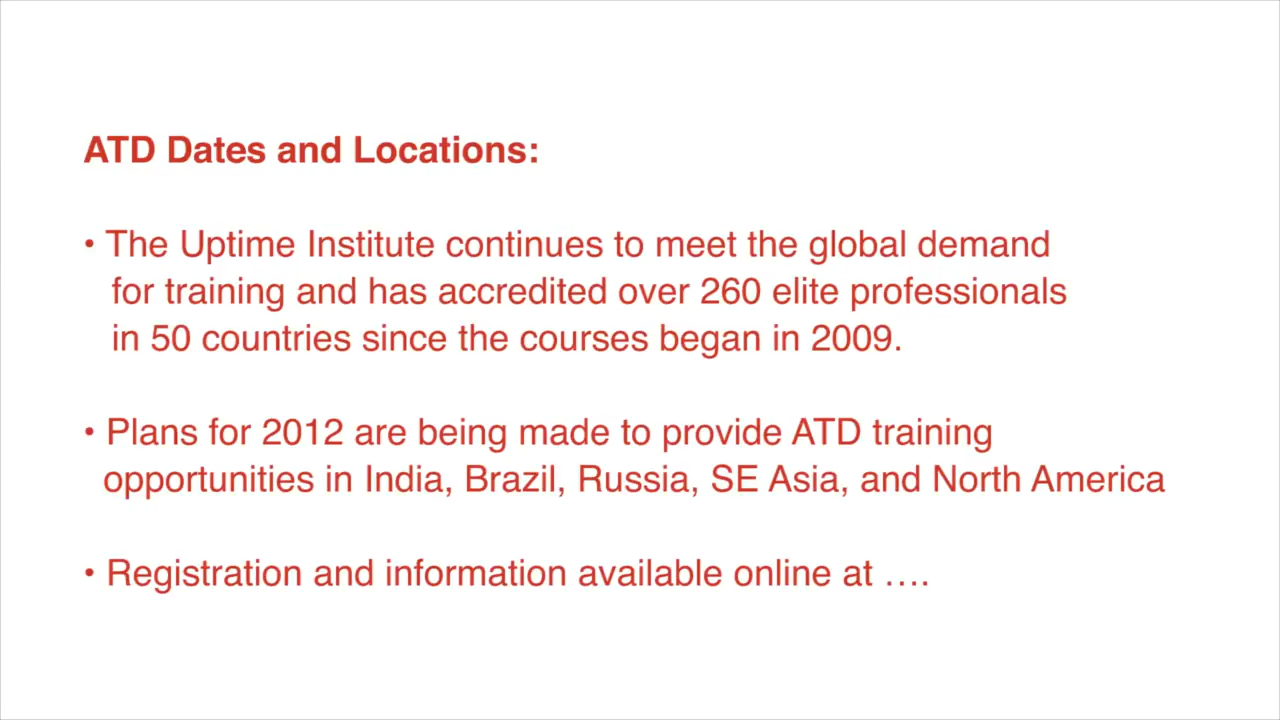 ATD Dates and Locations:
• The Uptime Institute continues to meet the global demand
for training and has accredited over 260 elite professionals
in 50 countries since the courses began in 2009.
• Plans for 2012 are being made to provide ATD training
opportunities in India, Brazil, Russia, SE Asia, and North America
• Registration and information available online at ....